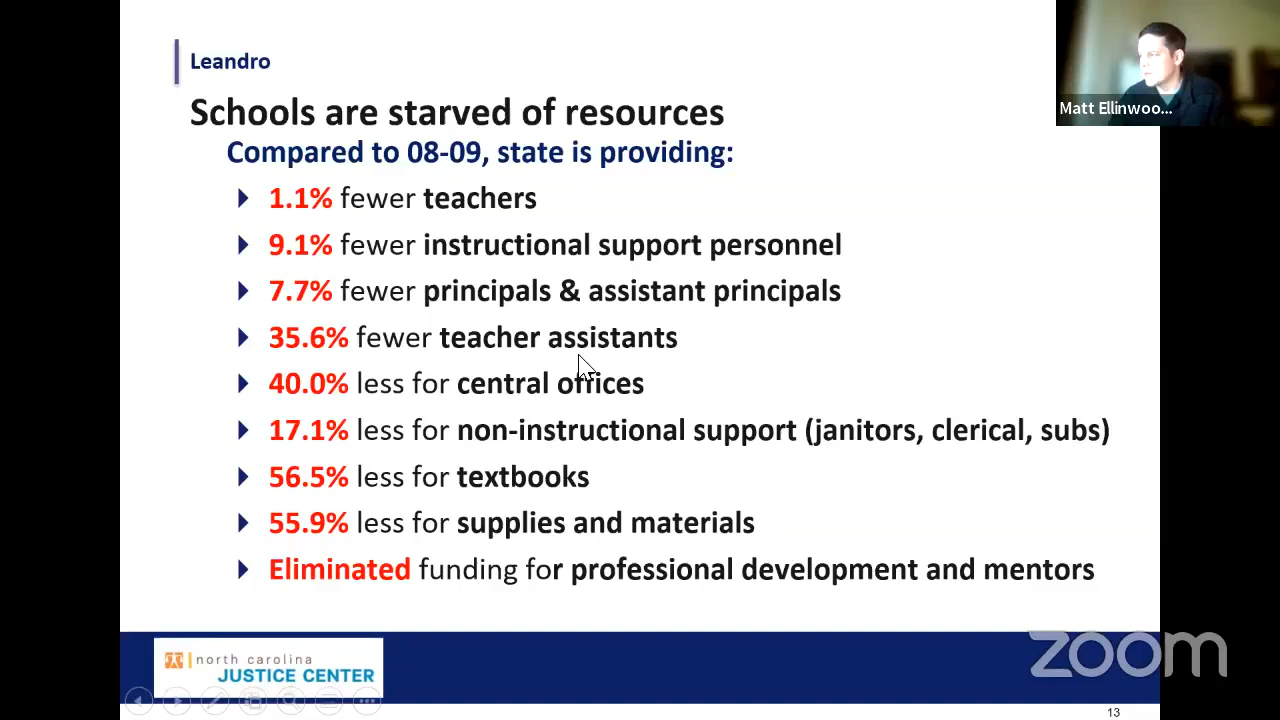 Leandro
Schools are starved of resources
Compared to 08-09, state is providing:
1.1% fewer teachers
9.1% fewer instructional support personnel
7.7% fewer principals & assistant principals
35.6% fewer teacher assistants
40.0% less for central offices
17.1% less for non-instructional support (janitors, clerical, subs)
56.5% less for textbooks
55.9% less for supplies and materials
Eliminated funding for professional development and mentors
Matt Ellinwoo...
north carolina
JUSTICE CENTER
zoom
13